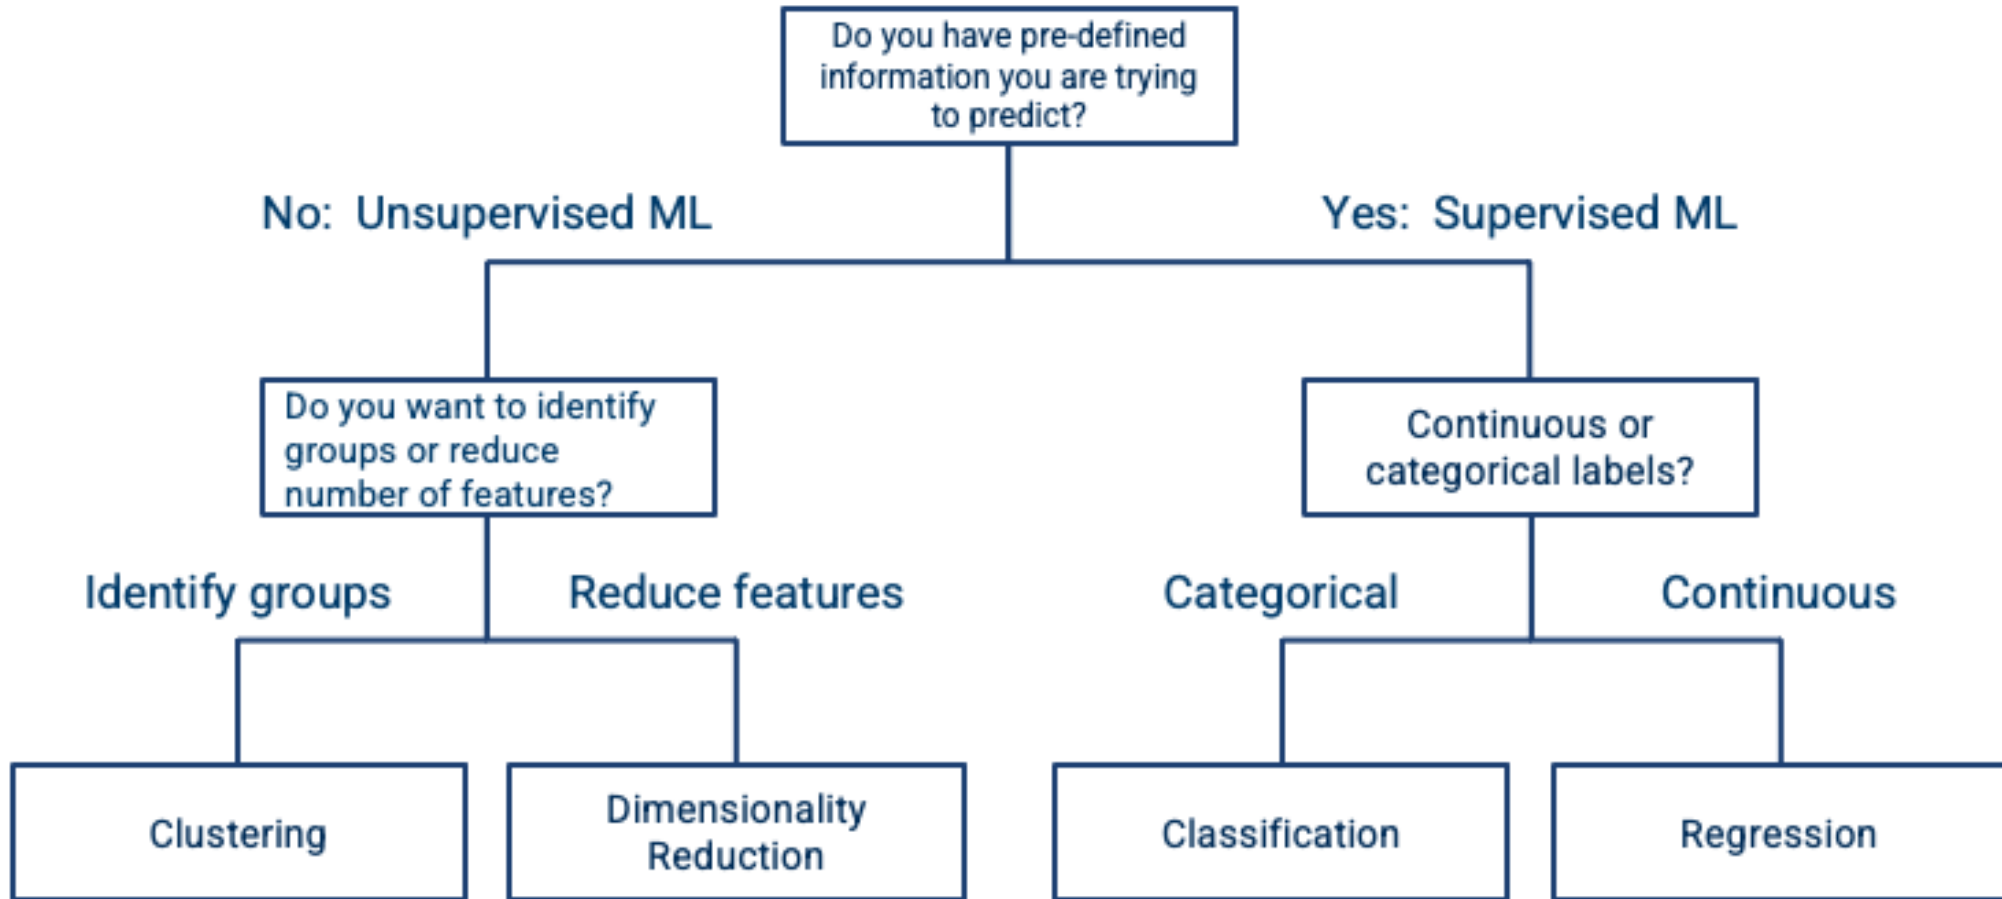 Do you have pre-defined
information you are trying
to predict?
No: Unsupervised ML
Yes: Supervised ML
Do you want to identify
groups or reduce
number of features?
Continuous or
categorical labels?
Identify groups
Reduce features
Categorical
Continuous
Clustering
Dimensionality
Reduction
Classification
Regression